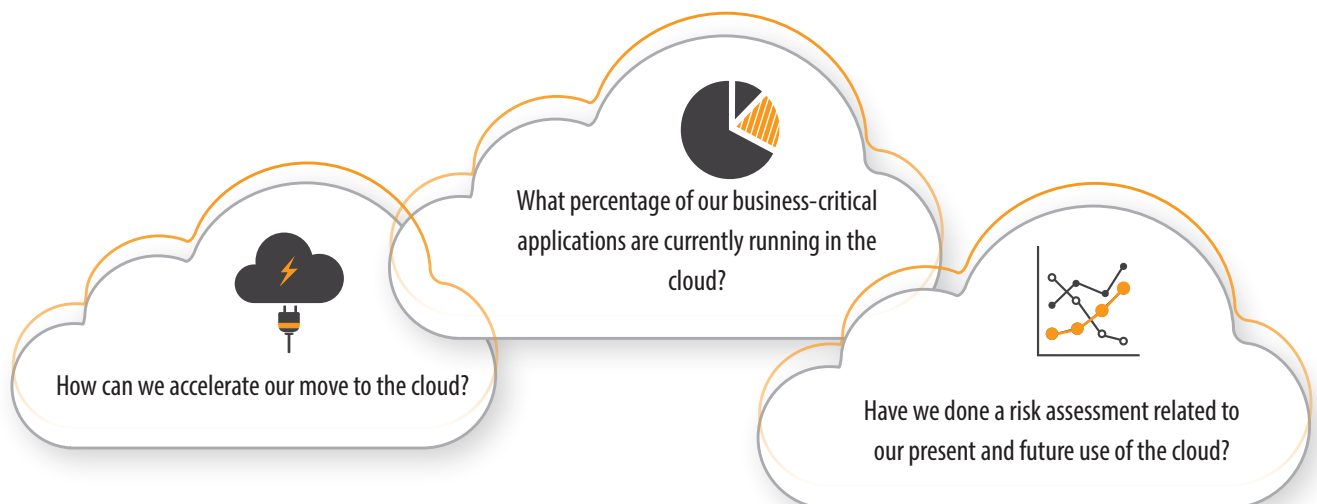 How can we accelerate our move to the cloud?
What percentage of our business-critical
applications are currently running in the
cloud?
Have we done a risk assessment related to
our present and future use of the cloud?